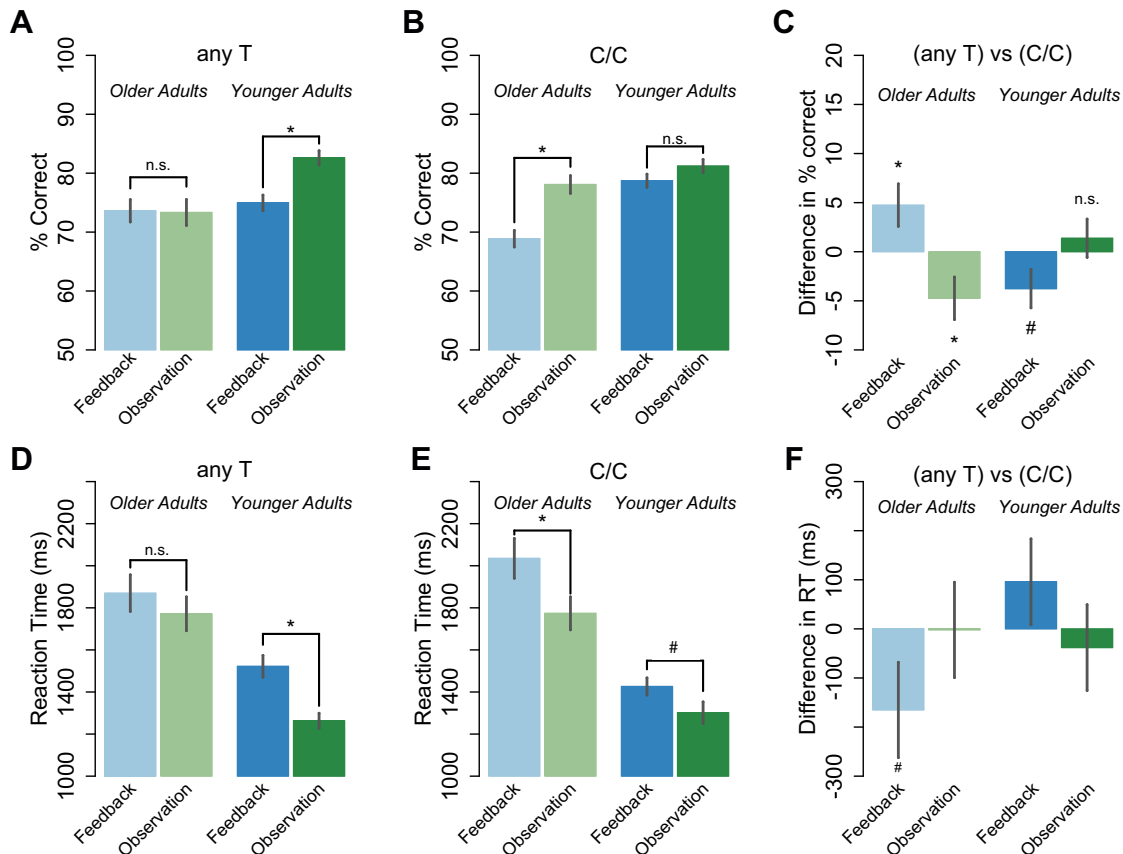 A
any T
Older Adults Younger Adults
% Correct
100
90
80
70
60
50
n.s.
*
Feedback
Observation
Feedback
Observation
B
C/C
Older Adults Younger Adults
% Correct
100
90
80
70
60
50
*
n.s.
Feedback
Observation
Feedback
Observation
C
(any T) vs (C/C)
Older Adults Younger Adults
Difference in % correct
20
15
10
5
0
-5
-10
*
*
#
n.s.
Feedback
Observation
Feedback
Observation
D
any T
Older Adults Younger Adults
Reaction Time (ms)
2200
1800
1400
1000
n.s.
*
Feedback
Observation
Feedback
Observation
E
C/C
Older Adults Younger Adults
Reaction Time (ms)
2200
1800
1400
1000
*
#
Feedback
Observation
Feedback
Observation
F
(any T) vs (C/C)
Older Adults Younger Adults
Difference in RT (ms)
300
100
0
-100
-300
#
Feedback
Observation
Feedback
Observation